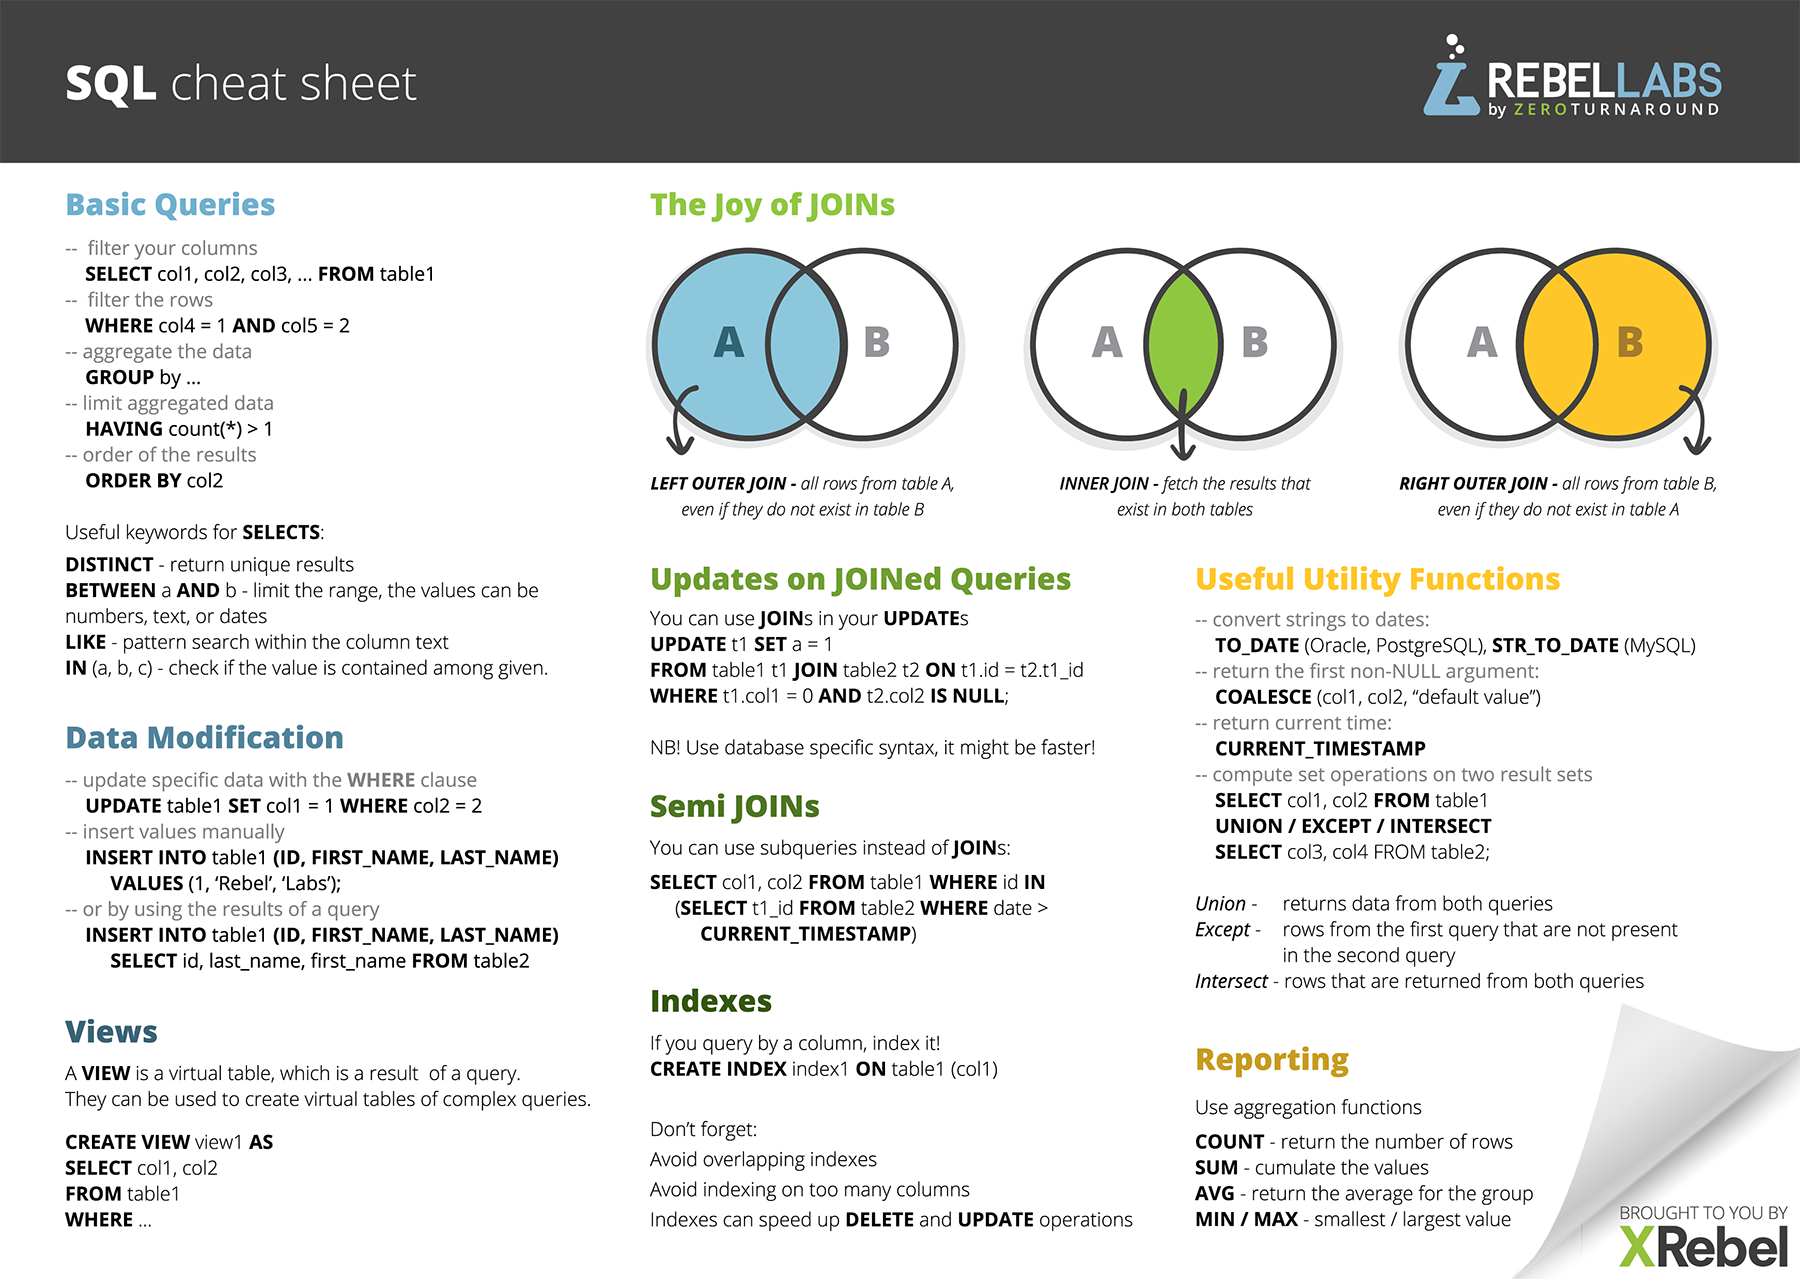 SQL cheat sheet
REBELLABS
by ZEROTURNAROUND
Basic Queries
-- filter your columns
SELECT col1, col2, col3, ... FROM table1
-- filter the rows
WHERE col4 = 1 AND col5 = 2
-- aggregate the data
GROUP by ...
-- limit aggregated data
HAVING count(*) > 1
-- order of the results
ORDER BY col2
Useful keywords for SELECTS:
DISTINCT - return unique results
BETWEEN a AND b - limit the range, the values can be
numbers, text, or dates
LIKE - pattern search within the column text
IN (a, b, c) - check if the value is contained among given.
Data Modification
-- update specific data with the WHERE clause
UPDATE table1 SET col1 = 1 WHERE col2 = 2
-- insert values manually
INSERT INTO table1 (ID, FIRST_NAME, LAST_NAME)
VALUES (1, ‘Rebel’, ‘Labs’);
-- or by using the results of a query
INSERT INTO table1 (ID, FIRST_NAME, LAST_NAME)
SELECT id, last_name, first_name FROM table2
Views
A VIEW is a virtual table, which is a result of a query.
They can be used to create virtual tables of complex queries.
CREATE VIEW view1 AS
SELECT col1, col2
FROM table1
WHERE ...
The Joy of JOINs
A B
A B
A B
LEFT OUTER JOIN - all rows from table A,
even if they do not exist in table B
INNER JOIN - fetch the results that
exist in both tables
RIGHT OUTER JOIN - all rows from table B,
even if they do not exist in table A
Updates on JOINed Queries
You can use JOINs in your UPDATEs
UPDATE t1 SET a = 1
FROM table1 t1 JOIN table2 t2 ON t1.id = t2.t1_id
WHERE t1.col1 = 0 AND t2.col2 IS NULL;
NB! Use database specific syntax, it might be faster!
Semi JOINs
You can use subqueries instead of JOINs:
SELECT col1, col2 FROM table1 WHERE id IN
(SELECT t1_id FROM table2 WHERE date >
CURRENT_TIMESTAMP)
Indexes
If you query by a column, index it!
CREATE INDEX index1 ON table1 (col1)
Don’t forget:
Avoid overlapping indexes
Avoid indexing on too many columns
Indexes can speed up DELETE and UPDATE operations
Useful Utility Functions
-- convert strings to dates:
TO_DATE (Oracle, PostgreSQL), STR_TO_DATE (MySQL)
-- return the first non-NULL argument:
COALESCE (col1, col2, “default value”)
-- return current time:
CURRENT_TIMESTAMP
-- compute set operations on two result sets
SELECT col1, col2 FROM table1
UNION / EXCEPT / INTERSECT
SELECT col3, col4 FROM table2;
Union - returns data from both queries
Except - rows from the first query that are not present
in the second query
Intersect - rows that are returned from both queries
Reporting
Use aggregation functions
COUNT - return the number of rows
SUM - cumulate the values
AVG - return the average for the group
MIN / MAX - smallest / largest value
BROUGHT TO YOU BY
XRebel